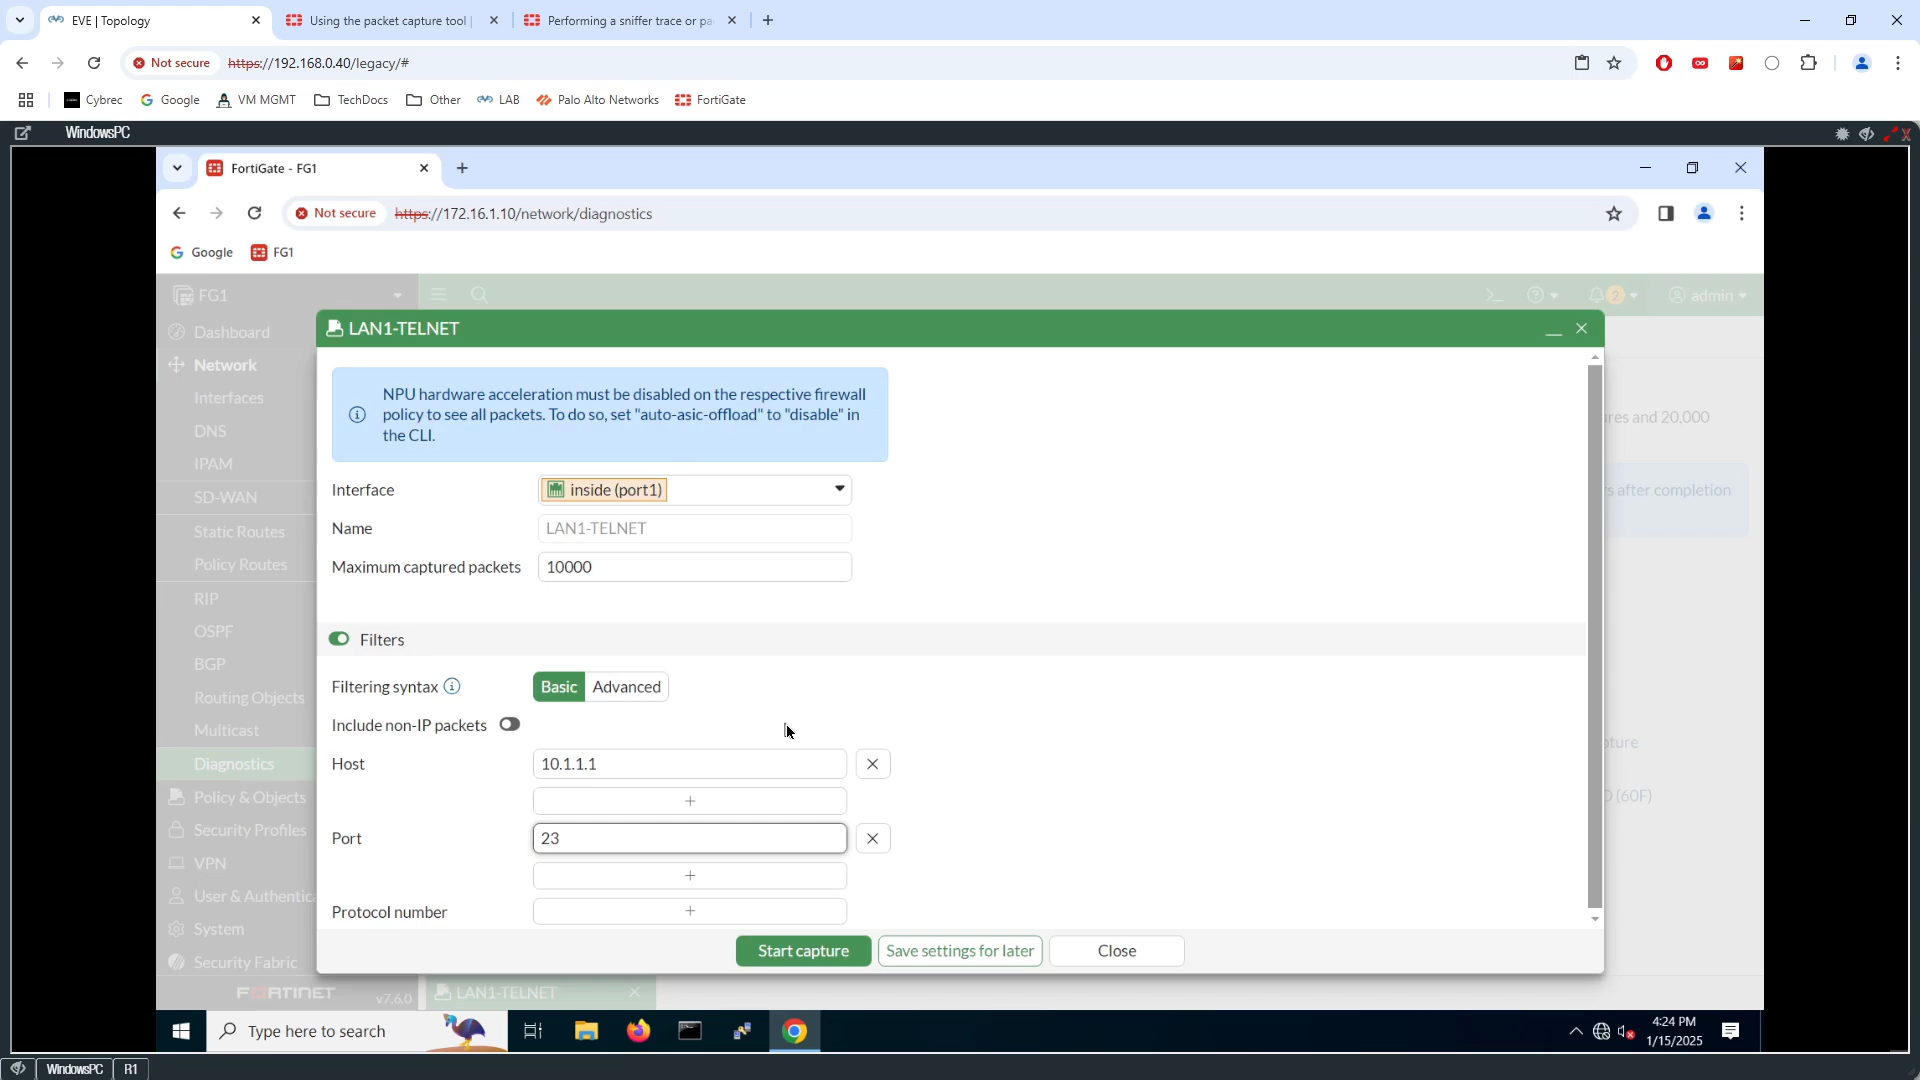 EVE | Topology
Using the packet capture tool |
Performing a sniffer trace or pa
Not secure
https://192.168.0.40/legacy/#
Cybrec
Google
VM MGMT
TechDocs
Other
LAB
Palo Alto Networks
FortiGate
WindowsPC
X
FortiGate - FG1
Not secure
https://172.16.1.10/network/diagnostics
Google
FG1
FG1
2
admin
Dashboard
Network
Interfaces
DNS
IPAM
SD-WAN
Static Routes
Policy Routes
RIP
OSPF
BGP
Routing Objects
Multicast
Diagnostics
Policy & Objects
Security Profiles
VPN
User & Authentica
System
Security Fabric
FORTINET
v7.6.0
LAN1-TELNET
NPU hardware acceleration must be disabled on the respective firewall
policy to see all packets. To do so, set "auto-asic-offload" to "disable" in
the CLI.
Interface
inside (port1)
Name
LAN1-TELNET
Maximum captured packets
10000
Filters
Filtering syntax
Basic
Advanced
Include non-IP packets
Host
10.1.1.1
Port
23
Protocol number
Start capture
Save settings for later
Close
res and 20,000
s after completion
pture
D (60F)
LAN1-TELNET
Type here to search
4:24 PM
1/15/2025
WindowsPC
R1